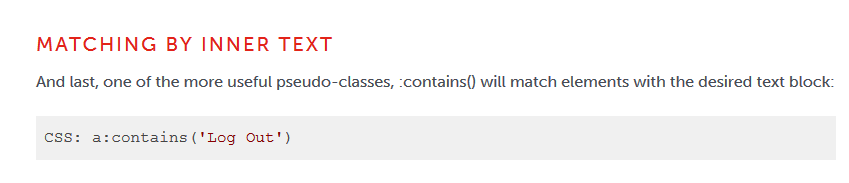 MATCHING BY INNER TEXT
And last, one of the more useful pseudo-classes, :contains() will match elements with the desired text block:
CSS: a:contains('Log Out')